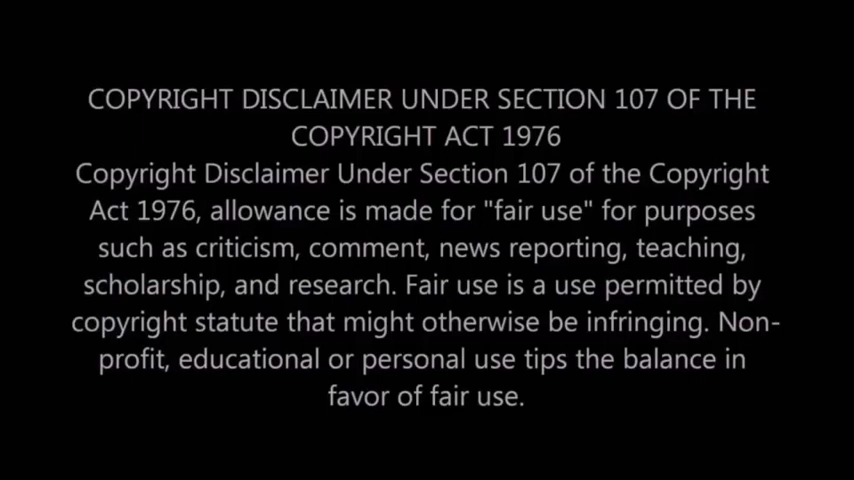 COPYRIGHT DISCLAIMER UNDER SECTION 107 OF THE
COPYRIGHT ACT 1976
Copyright Disclaimer Under Section 107 of the Copyright
Act 1976, allowance is made for "fair use" for purposes
such as criticism, comment, news reporting, teaching,
scholarship, and research. Fair use is a use permitted by
copyright statute that might otherwise be infringing. Non-
profit, educational or personal use tips the balance in
favor of fair use.